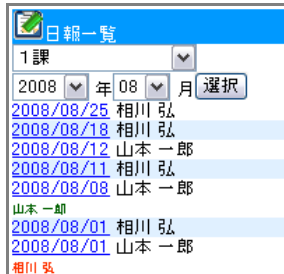 日報一覧
1課
2008 年 08 月 選択
2008/08/25 相川 弘
2008/08/18 相川 弘
2008/08/12 山本 一郎
2008/08/11 相川 弘
2008/08/08 山本 一郎
山本 一郎
2008/08/01 相川 弘
2008/08/01 山本 一郎
相川 弘